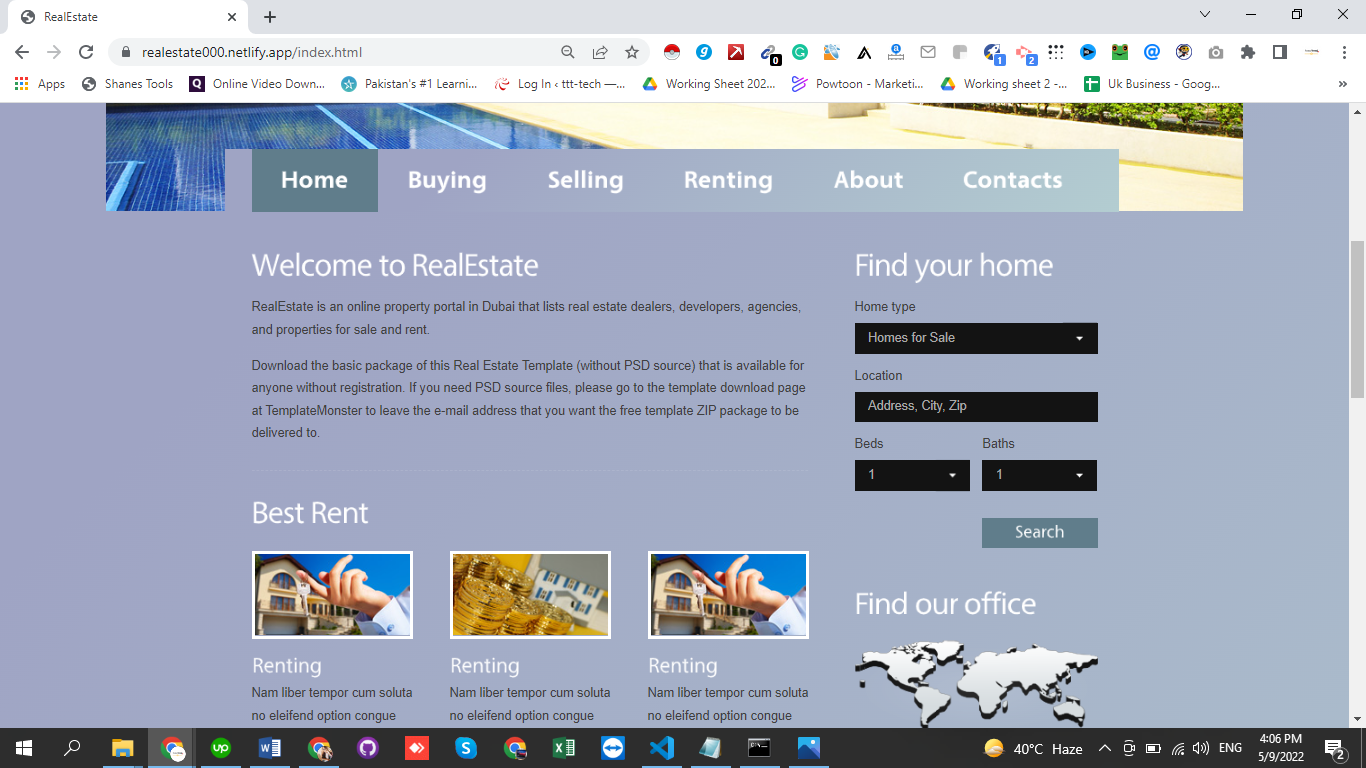 RealEstate
realestate000.netlify.app/index.html
0
1
2
Apps
Shanes Tools
Online Video Down...
Pakistan's #1 Learni...
Log In ‹ ttt-tech —...
Working Sheet 202...
Powtoon - Marketi...
Working sheet 2 -...
Uk Business - Goog...
»
Home Buying Selling Renting About Contacts
Welcome to RealEstate
RealEstate is an online property portal in Dubai that lists real estate dealers, developers, agencies,
and properties for sale and rent.
Download the basic package of this Real Estate Template (without PSD source) that is available for
anyone without registration. If you need PSD source files, please go to the template download page
at TemplateMonster to leave the e-mail address that you want the free template ZIP package to be
delivered to.
Best Rent
Renting
Nam liber tempor cum soluta
no eleifend option congue
Renting
Nam liber tempor cum soluta
no eleifend option congue
Renting
Nam liber tempor cum soluta
no eleifend option congue
Find your home
Home type
Homes for Sale
Location
Address, City, Zip
Beds Baths
1 1
Search
Find our office
40°C Haze
ENG
4:06 PM
5/9/2022
2